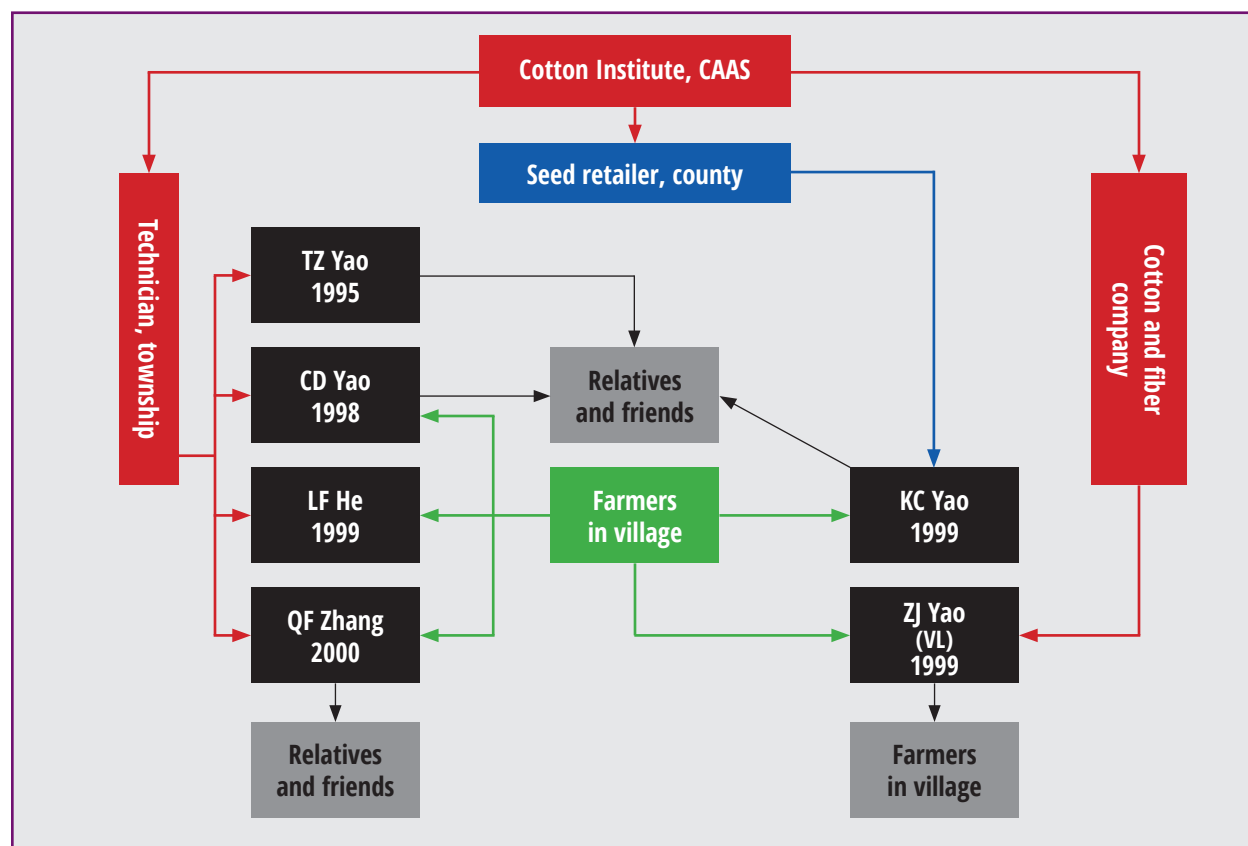 Cotton Institute, CAAS
Seed retailer, county
Technician, township
Cotton and fiber
company
TZ Yao
1995
CD Yao
1998
Relatives
and friends
LF He
1999
Farmers
in village
KC Yao
1999
QF Zhang
2000
ZJ Yao
(VL)
1999
Relatives
and friends
Farmers
in village